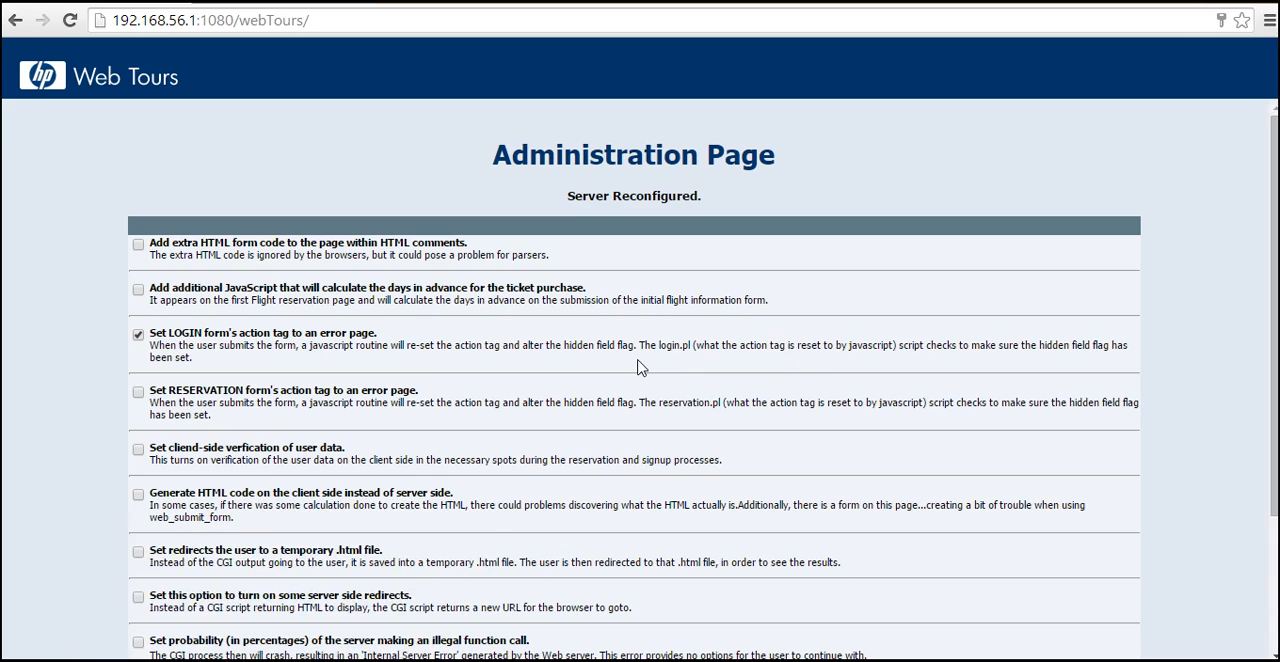 192.168.56.1:1080/webTours/
hp Web Tours
Administration Page
Server Reconfigured.
Add extra HTML form code to the page within HTML comments.
The extra HTML code is ignored by the browsers, but it could pose a problem for parsers.
Add additional JavaScript that will calculate the days in advance for the ticket purchase.
It appears on the first Flight reservation page and will calculate the days in advance on the submission of the initial flight information form.
Set LOGIN form's action tag to an error page.
When the user submits the form, a javascript routine will re-set the action tag and alter the hidden field flag. The login.pl (what the action tag is reset to by javascript) script checks to make sure the hidden field flag has
been set.
Set RESERVATION form's action tag to an error page.
When the user submits the form, a javascript routine will re-set the action tag and alter the hidden field flag. The reservation.pl (what the action tag is reset to by javascript) script checks to make sure the hidden field flag
has been set.
Set cliend-side verfication of user data.
This turns on verification of the user data on the client side in the necessary spots during the reservation and signup processes.
Generate HTML code on the client side instead of server side.
In some cases, if there was some calculation done to create the HTML, there could problems discovering what the HTML actually is.Additionally, there is a form on this page...creating a bit of trouble when using
web_submit_form.
Set redirects the user to a temporary .html file.
Instead of the CGI output going to the user, it is saved into a temporary .html file. The user is then redirected to that .html file, in order to see the results.
Set this option to turn on some server side redirects.
Instead of a CGI script returning HTML to display, the CGI script returns a new URL for the browser to goto.
Set probability (in percentages) of the server making an illegal function call.
The CGI process then will crash, resulting in an 'Internal Server Error' generated by the Web server. This error provides no options for the user to continue with.